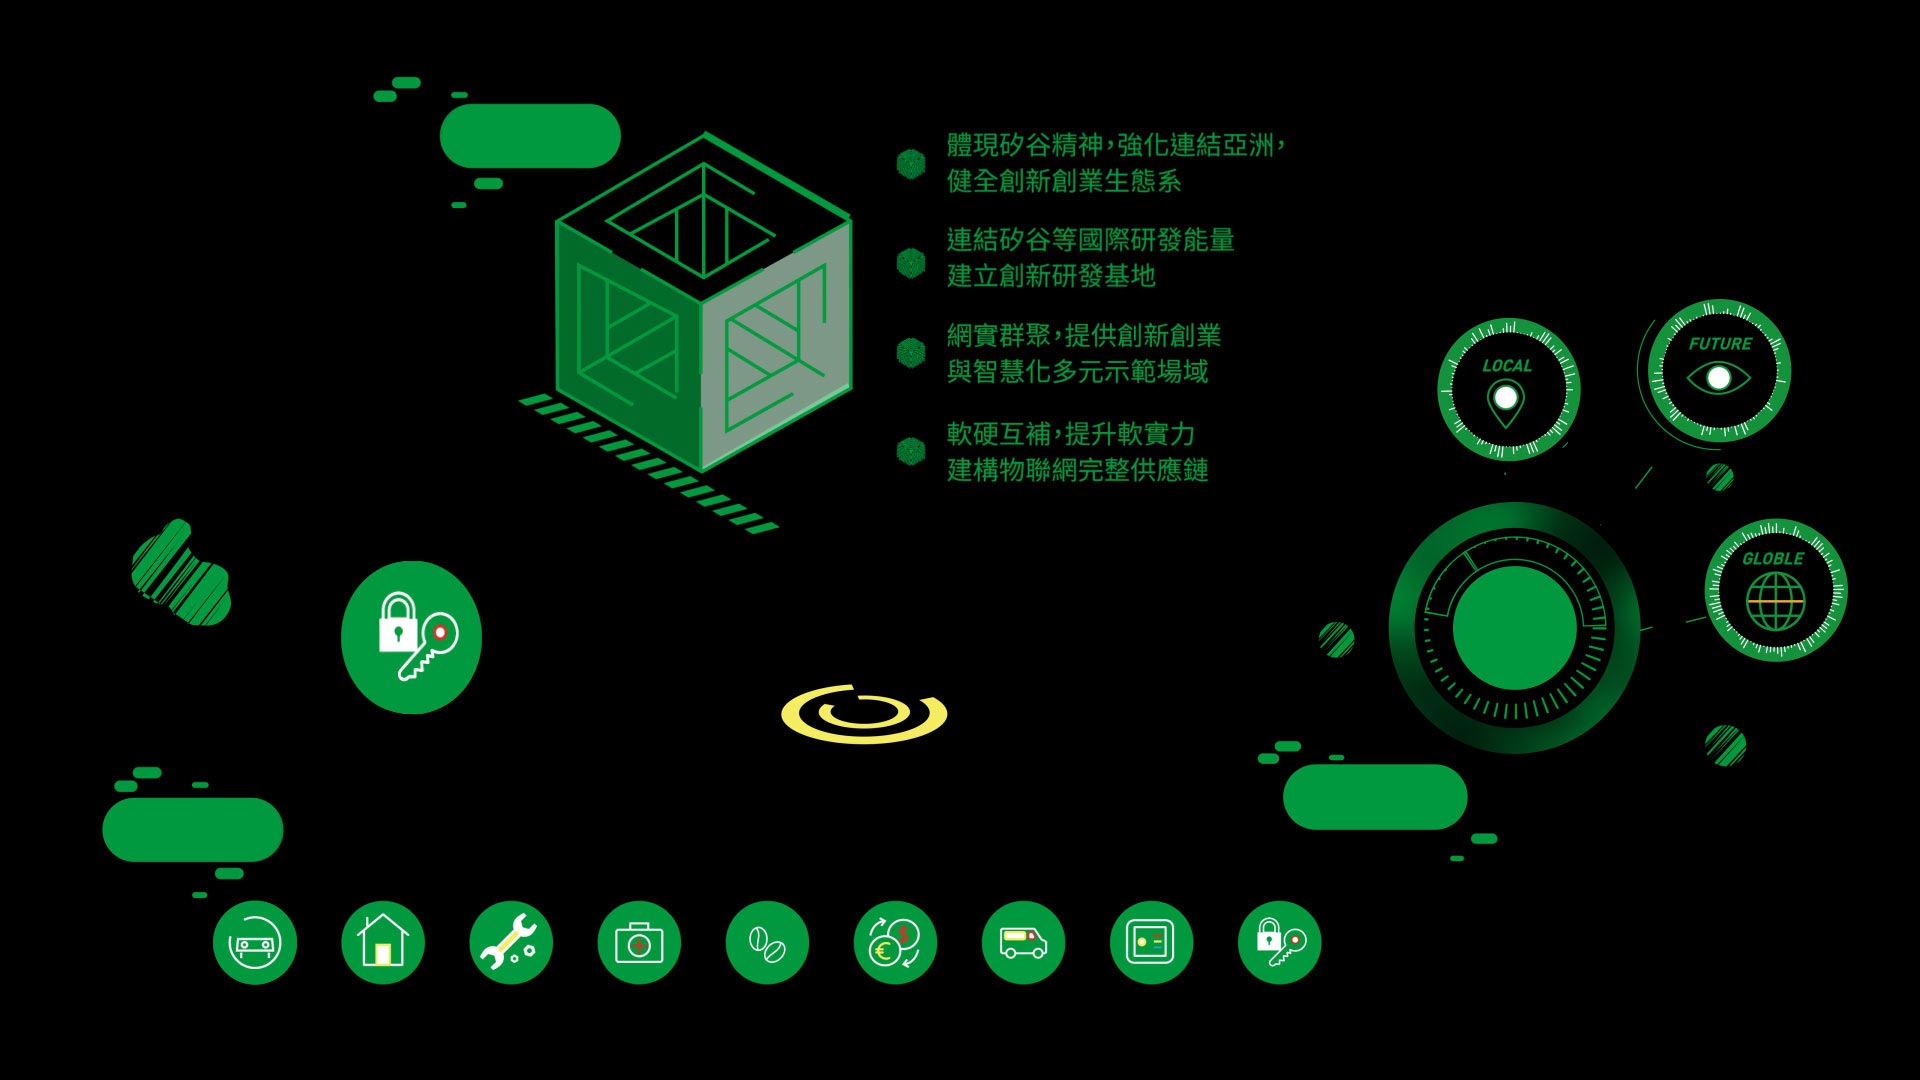 體現矽谷精神，強化連結亞洲，
健全創新創業生態系
連結矽谷等國際研發能量
建立創新研發基地
網實群聚，提供創新創業
與智慧化多元示範場域
軟硬互補，提升軟實力
建構物聯網完整供應鏈
LOCAL
FUTURE
GLOBLE
$
€